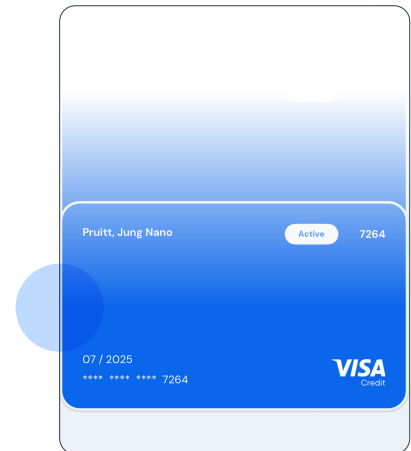 Pruitt, Jung Nano Active 7264
07 / 2025
**** **** **** 7264
VISA
Credit